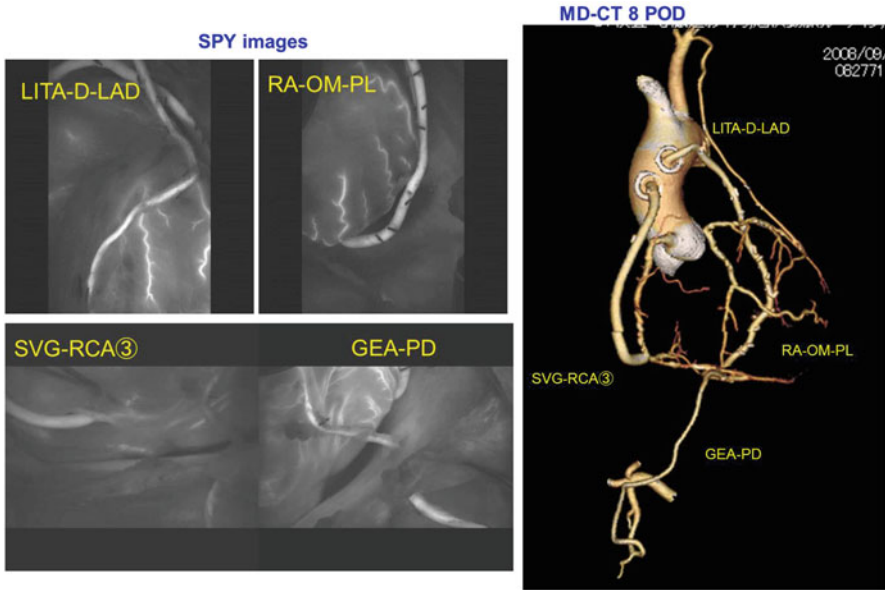 SPY images
LITA-D-LAD
RA-OM-PL
SVG-RCA③
GEA-PD
MD-CT 8 POD
2008/09/
082771
LITA-D-LAD
RA-OM-PL
SVG-RCA③
GEA-PD